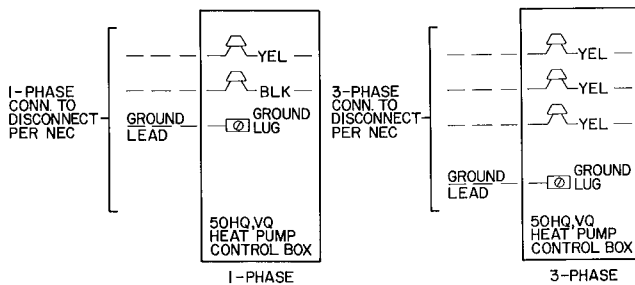 1-PHASE
CONN. TO
DISCONNECT
PER NEC
YEL
BLK
GROUND
LEAD
GROUND
LUG
50HQ,VQ
HEAT PUMP
CONTROL BOX
1-PHASE
3-PHASE
CONN. TO
DISCONNECT
PER NEC
YEL
YEL
YEL
GROUND
LEAD
GROUND
LUG
50HQ,VQ
HEAT PUMP
CONTROL BOX
3-PHASE